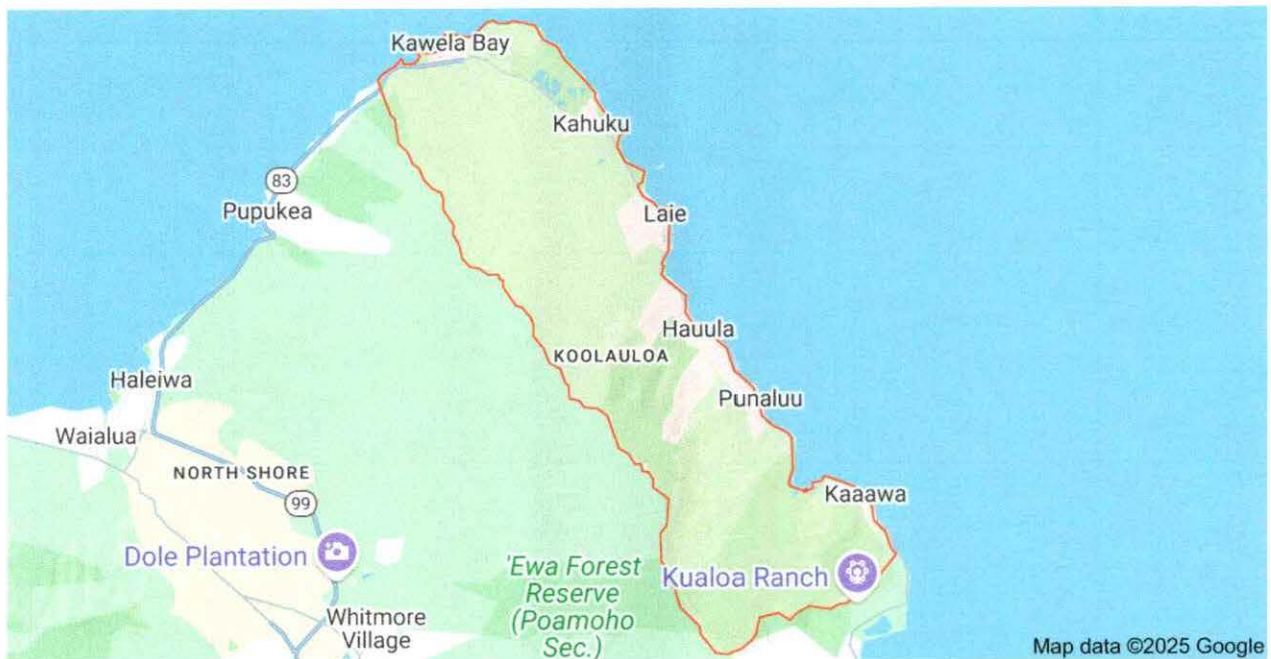 Kawela Bay
Kahuku
83
Pupukea
Laie
Hauula
KOOLAULOA
Haleiwa
Punaluu
Waialua
NORTH SHORE
99
Kaaawa
Dole Plantation
'Ewa Forest
Reserve
(Poamoho
Sec.)
Kualoa Ranch
Whitmore
Village
Map data ©2025 Google